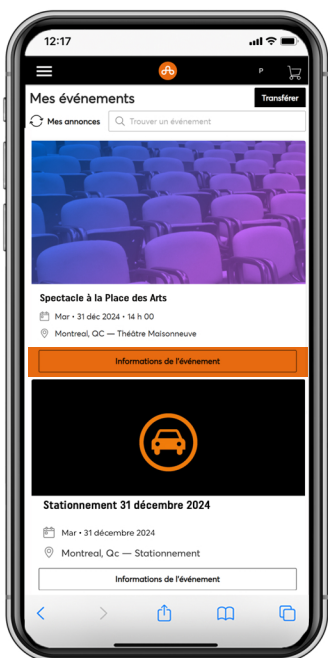 12:17
P
Mes événements
Transférer
Mes annonces
Trouver un événement
Spectacle à la Place des Arts
Mar • 31 déc 2024 • 14 h 00
Montreal, QC — Théâtre Maisonneuve
Informations de l'événement
Stationnement 31 décembre 2024
Mar • 31 décembre 2024
Montreal, Qc — Stationnement
Informations de l'événement